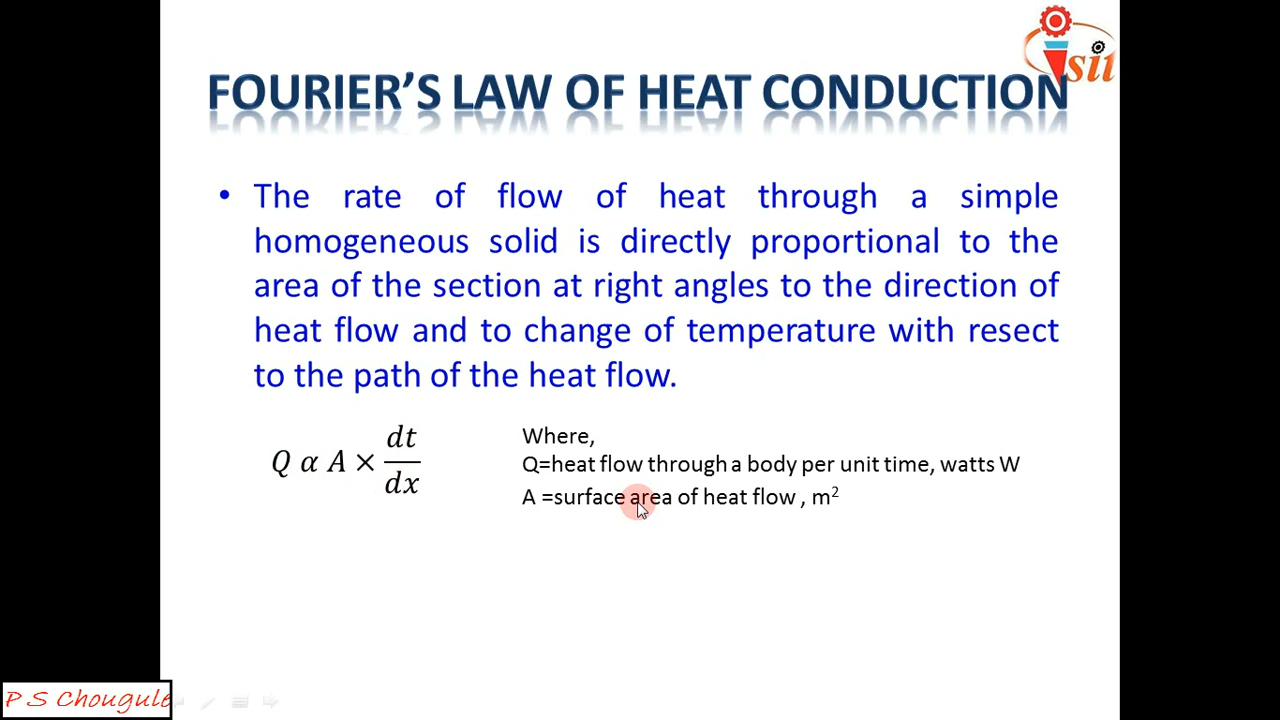 sii
FOURIER'S LAW OF HEAT CONDUCTION
• The rate of flow of heat through a simple
homogeneous solid is directly proportional to the
area of the section at right angles to the direction of
heat flow and to change of temperature with resect
to the path of the heat flow.
Q α A × dt/dx
Where,
Q=heat flow through a body per unit time, watts W
A =surface area of heat flow , m²
P S Chougule